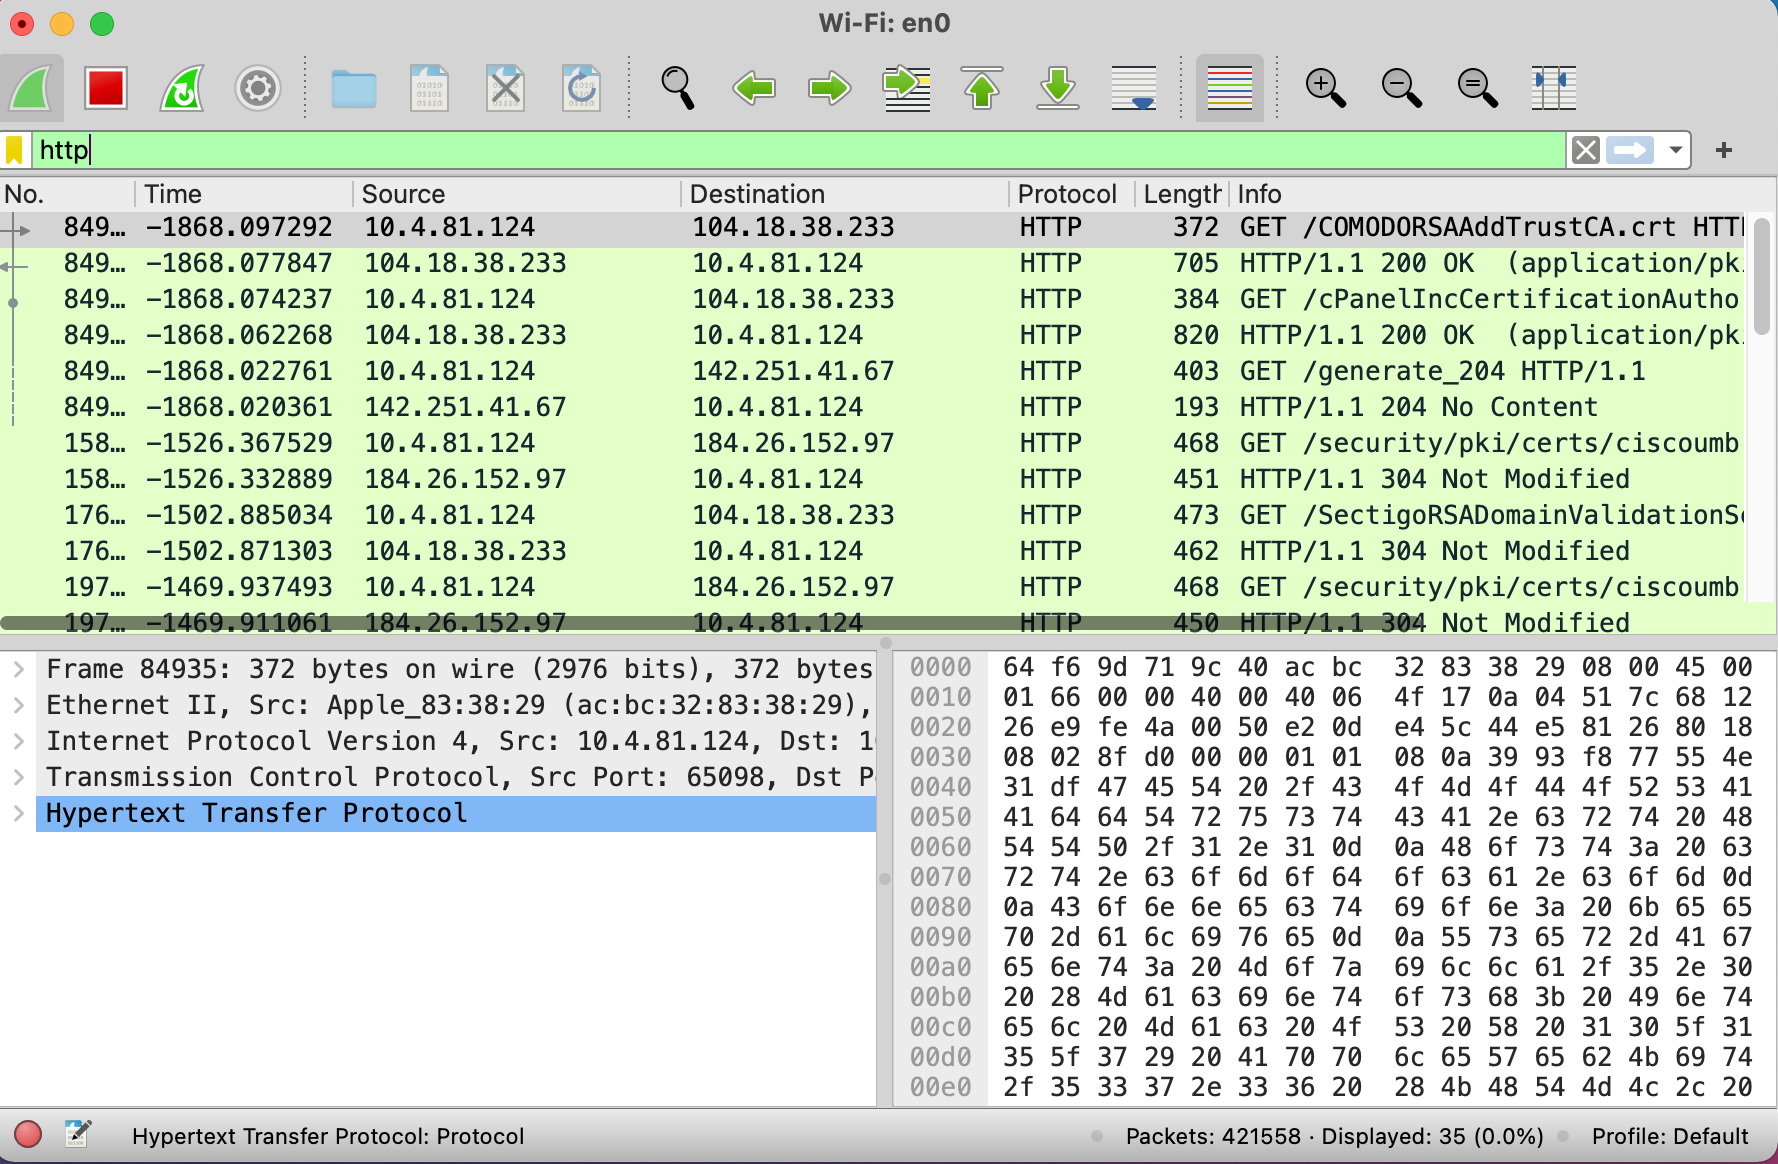 Wi-Fi: en0
http
No. Time Source Destination Protocol Length Info
849… −1868.097292 10.4.81.124 104.18.38.233 HTTP 372 GET /COMODORSAAddTrustCA.crt HTT
849… −1868.077847 104.18.38.233 10.4.81.124 HTTP 705 HTTP/1.1 200 OK (application/pk
849… −1868.074237 10.4.81.124 104.18.38.233 HTTP 384 GET /cPanelIncCertificationAutho
849… −1868.062268 104.18.38.233 10.4.81.124 HTTP 820 HTTP/1.1 200 OK (application/pk
849… −1868.022761 10.4.81.124 142.251.41.67 HTTP 403 GET /generate_204 HTTP/1.1
849… −1868.020361 142.251.41.67 10.4.81.124 HTTP 193 HTTP/1.1 204 No Content
158… −1526.367529 10.4.81.124 184.26.152.97 HTTP 468 GET /security/pki/certs/ciscoumb
158… −1526.332889 184.26.152.97 10.4.81.124 HTTP 451 HTTP/1.1 304 Not Modified
176… −1502.885034 10.4.81.124 104.18.38.233 HTTP 473 GET /SectigoRSADomainValidationS
176… −1502.871303 104.18.38.233 10.4.81.124 HTTP 462 HTTP/1.1 304 Not Modified
197… −1469.937493 10.4.81.124 184.26.152.97 HTTP 468 GET /security/pki/certs/ciscoumb
197… −1469.911061 184.26.152.97 10.4.81.124 HTTP 450 HTTP/1.1 304 Not Modified
Frame 84935: 372 bytes on wire (2976 bits), 372 bytes
Ethernet II, Src: Apple_83:38:29 (ac:bc:32:83:38:29),
Internet Protocol Version 4, Src: 10.4.81.124, Dst: 1
Transmission Control Protocol, Src Port: 65098, Dst P
Hypertext Transfer Protocol
0000 64 f6 9d 71 9c 40 ac bc 32 83 38 29 08 00 45 00
0010 01 66 00 00 40 00 40 06 4f 17 0a 04 51 7c 68 12
0020 26 e9 fe 4a 00 50 e2 0d e4 5c 44 e5 81 26 80 18
0030 08 02 8f d0 00 00 01 01 08 0a 39 93 f8 77 55 4e
0040 31 df 47 45 54 20 2f 43 4f 4d 4f 44 4f 52 53 41
0050 41 64 64 54 72 75 73 74 43 41 2e 63 72 74 20 48
0060 54 54 50 2f 31 2e 31 0d 0a 48 6f 73 74 3a 20 63
0070 72 74 2e 63 6f 6d 6f 64 6f 63 61 2e 63 6f 6d 0d
0080 0a 43 6f 6e 6e 65 63 74 69 6f 6e 3a 20 6b 65 65
0090 70 2d 61 6c 69 76 65 0d 0a 55 73 65 72 2d 41 67
00a0 65 6e 74 3a 20 4d 6f 7a 69 6c 6c 61 2f 35 2e 30
00b0 20 28 4d 61 63 69 6e 74 6f 73 68 3b 20 49 6e 74
00c0 65 6c 20 4d 61 63 20 4f 53 20 58 20 31 30 5f 31
00d0 35 5f 37 29 20 41 70 70 6c 65 57 65 62 4b 69 74
00e0 2f 35 33 37 2e 33 36 20 28 4b 48 54 4d 4c 2c 20
Hypertext Transfer Protocol: Protocol
Packets: 421558 · Displayed: 35 (0.0%)
Profile: Default